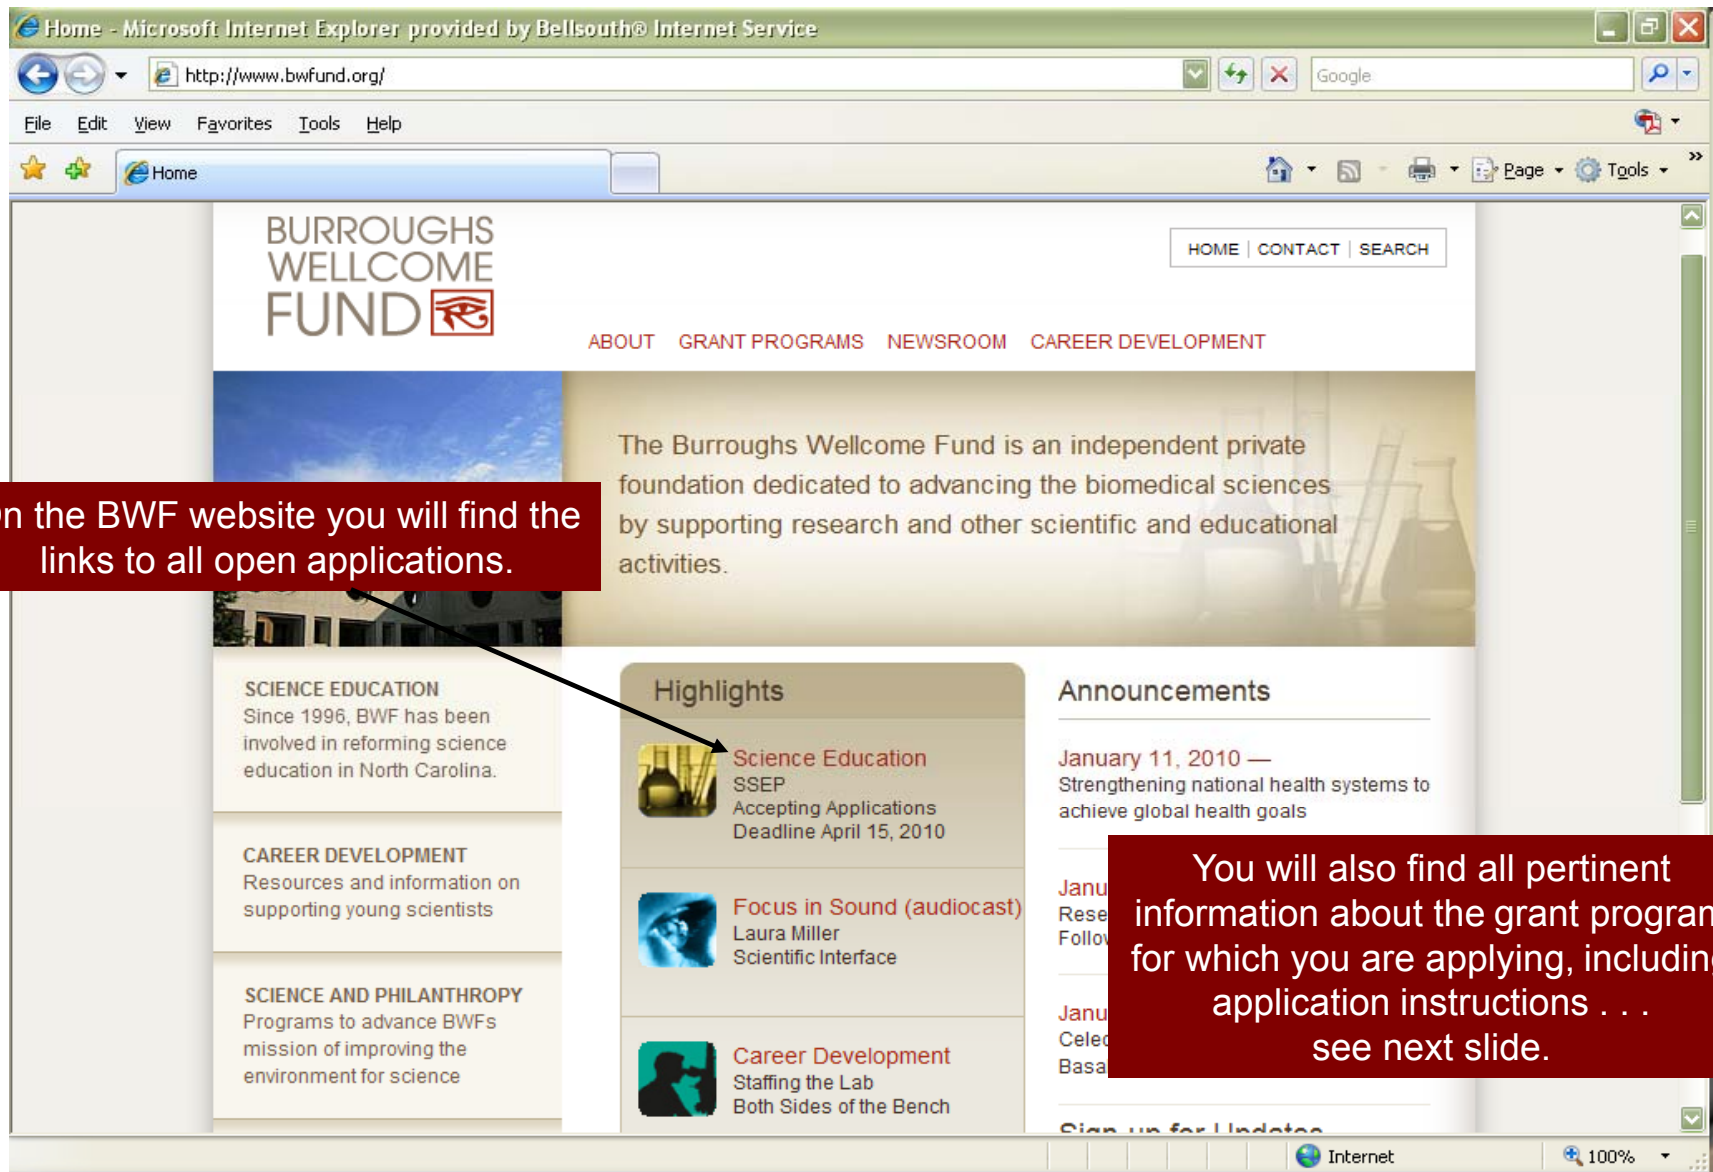 Home - Microsoft Internet Explorer provided by Bellsouth® Internet Service
http://www.bwfund.org/
Google
File Edit View Favorites Tools Help
Home
Page Tools
BURROUGHS
WELLCOME
FUND
HOME | CONTACT | SEARCH
ABOUT GRANT PROGRAMS NEWSROOM CAREER DEVELOPMENT
The Burroughs Wellcome Fund is an independent private
foundation dedicated to advancing the biomedical sciences
by supporting research and other scientific and educational
activities.
the BWF website you will find the
links to all open applications.
SCIENCE EDUCATION
Since 1996, BWF has been
involved in reforming science
education in North Carolina.
CAREER DEVELOPMENT
Resources and information on
supporting young scientists
SCIENCE AND PHILANTHROPY
Programs to advance BWFs
mission of improving the
environment for science
Highlights
Science Education
SSEP
Accepting Applications
Deadline April 15, 2010
Focus in Sound (audiocast)
Laura Miller
Scientific Interface
Career Development
Staffing the Lab
Both Sides of the Bench
Announcements
January 11, 2010 —
Strengthening national health systems to
achieve global health goals
You will also find all pertinent
information about the grant program
for which you are applying, including
application instructions . . .
see next slide.
Sign up for Updates
Internet
100%